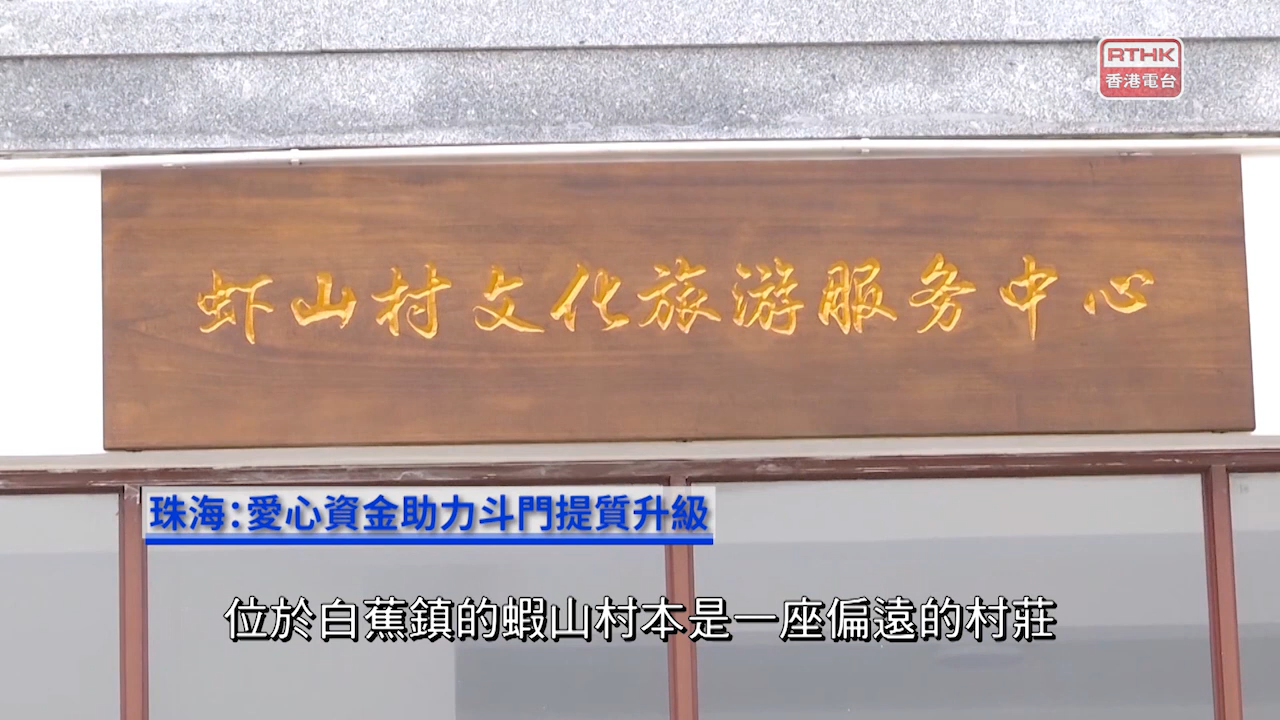 RTHK
香港電台
虾山村文化旅游服务中心
珠海:愛心資金助力斗門提質升級
位於白蕉鎮的蝦山村本是一座偏遠的村莊